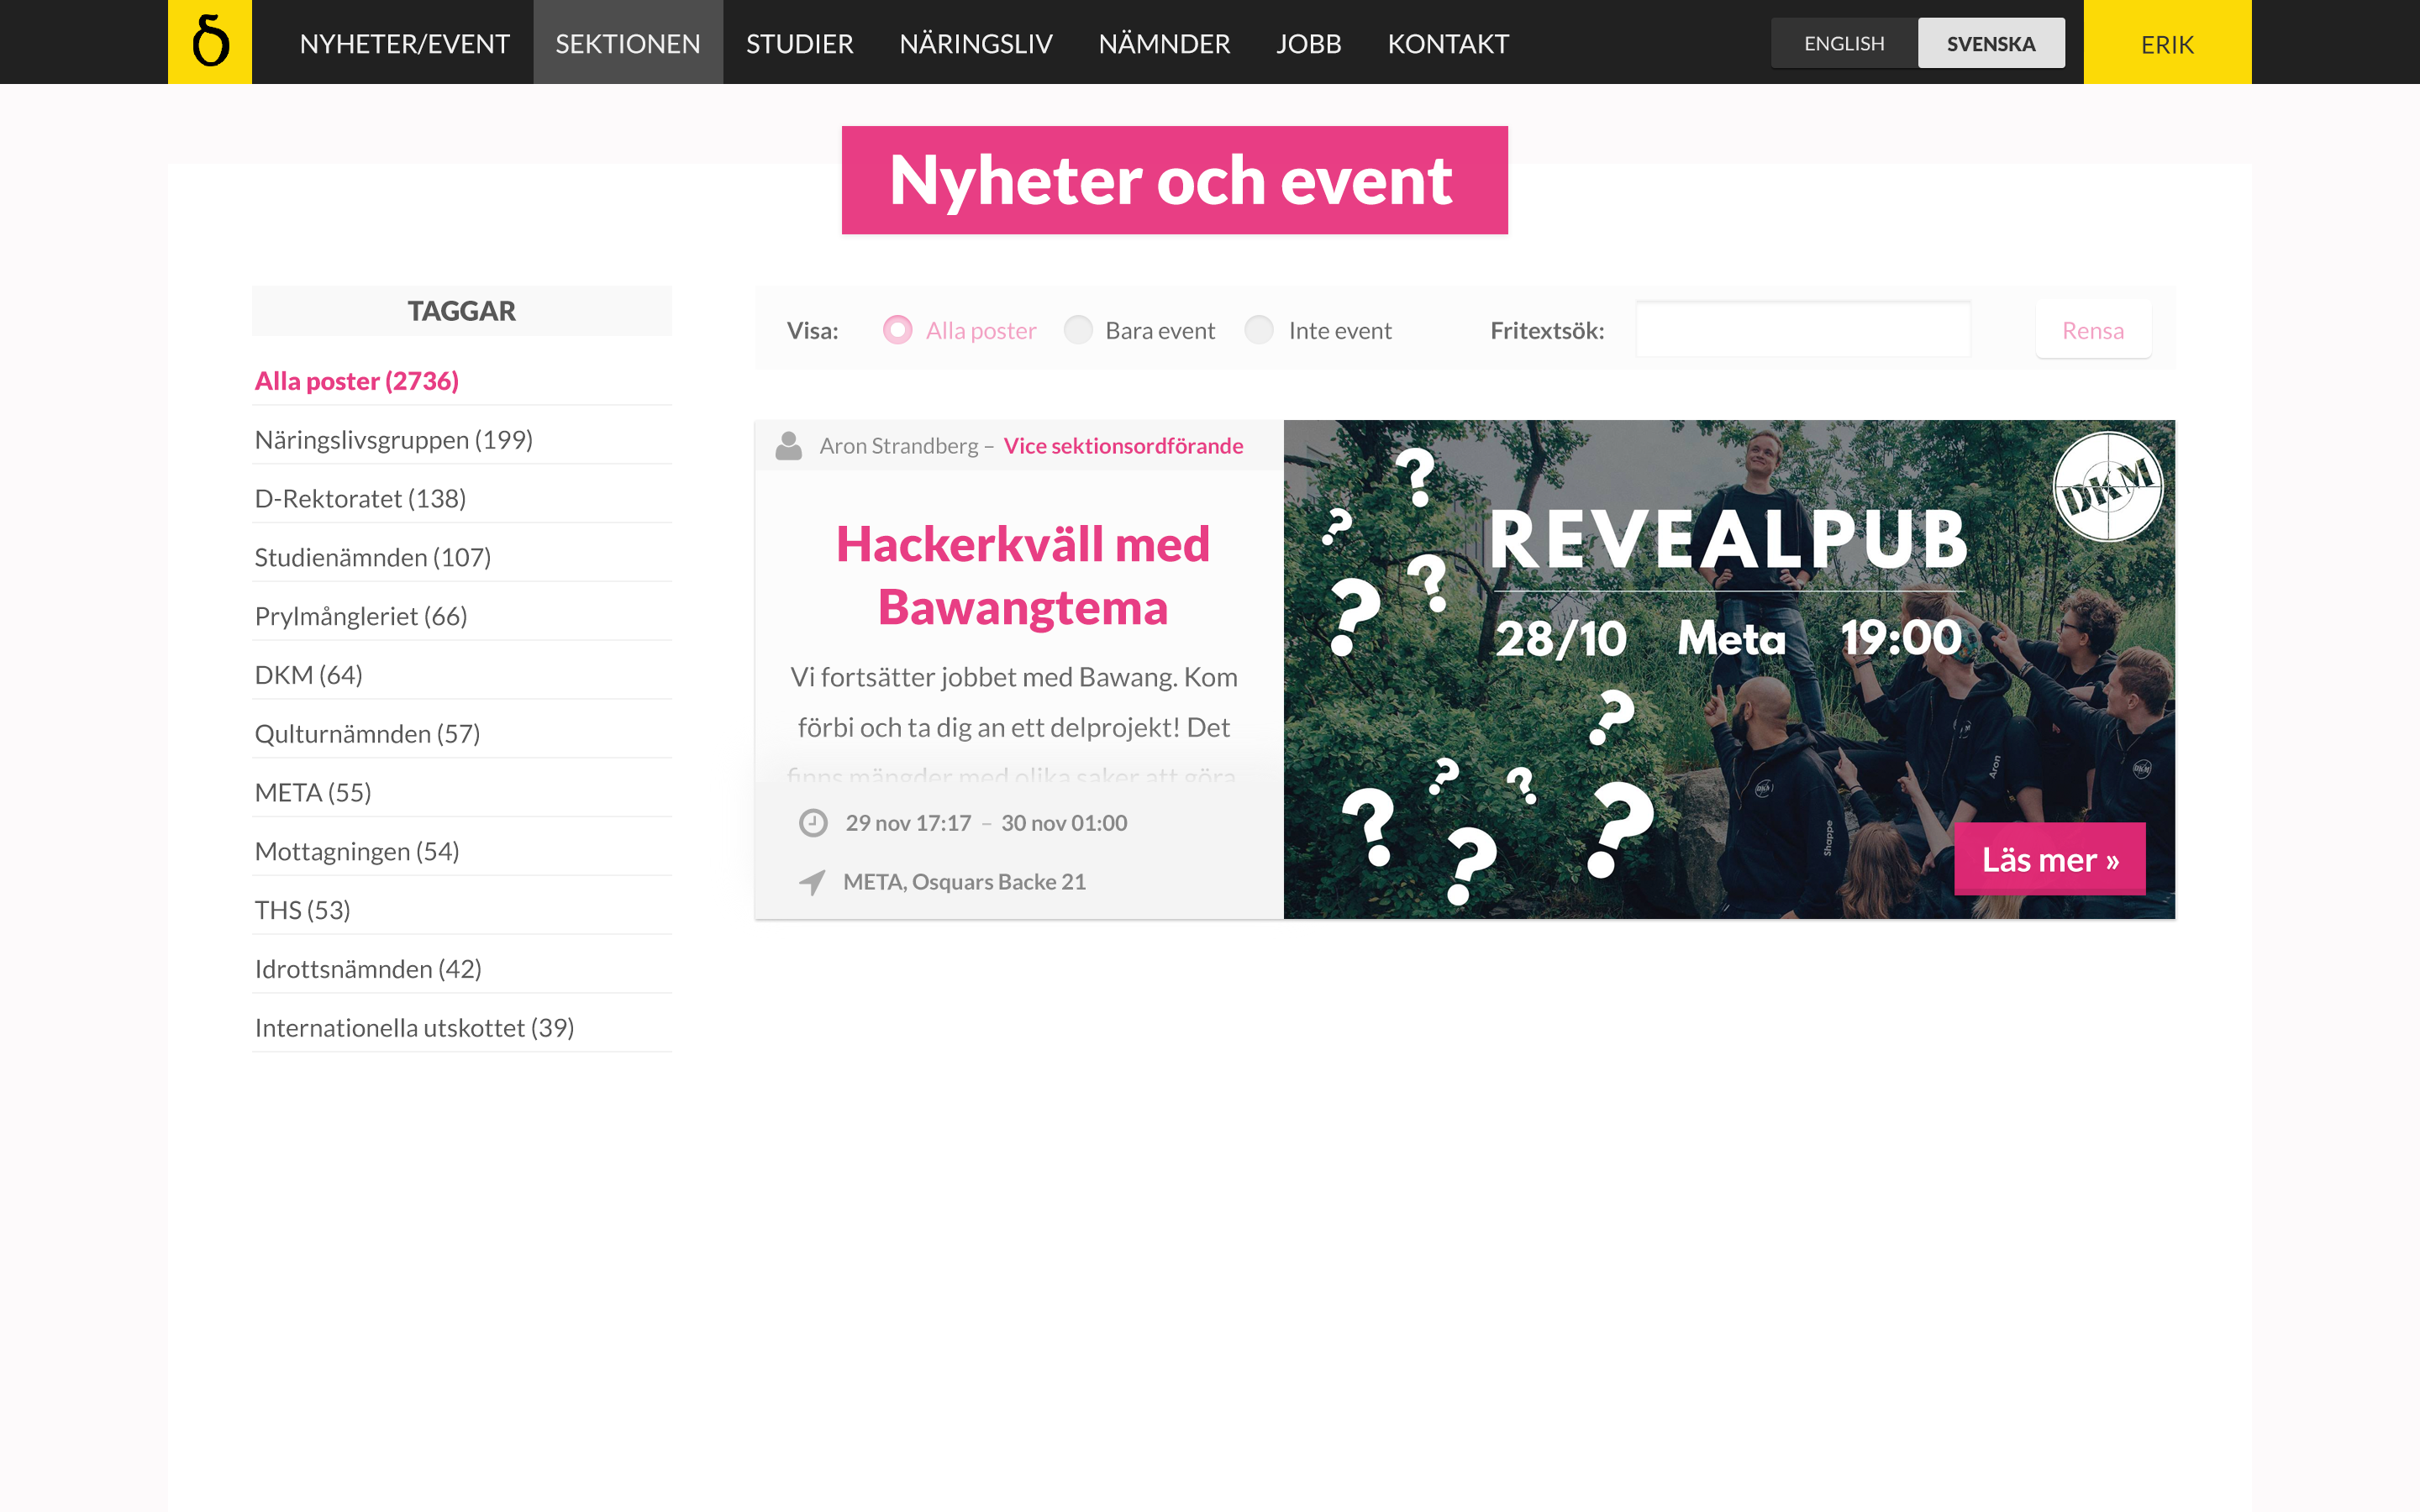 δ NYHETER/EVENT SEKTIONEN STUDIER NÄRINGSLIV NÄMNDER JOBB KONTAKT ENGLISH SVENSKA ERIK
Nyheter och event
TAGGAR
Alla poster (2736)
Näringslivsgruppen (199)
D-Rektoratet (138)
Studienämnden (107)
Prylmångleriet (66)
DKM (64)
Qulturnämnden (57)
META (55)
Mottagningen (54)
THS (53)
Idrottsnämnden (42)
Internationella utskottet (39)
Visa: Alla poster Bara event Inte event Fritextsök: Rensa
Aron Strandberg – Vice sektionsordförande
Hackerkväll med
Bawangtema
Vi fortsätter jobbet med Bawang. Kom
förbi och ta dig an ett delprojekt! Det
finns mängder med olika saker att göra
29 nov 17:17 – 30 nov 01:00
META, Osquars Backe 21
? ? ? ? ? ? ? ? ? ? ?
DKM
REVEALPUB
28/10 Meta 19:00
Aron
DKM
Shappe
Läs mer »